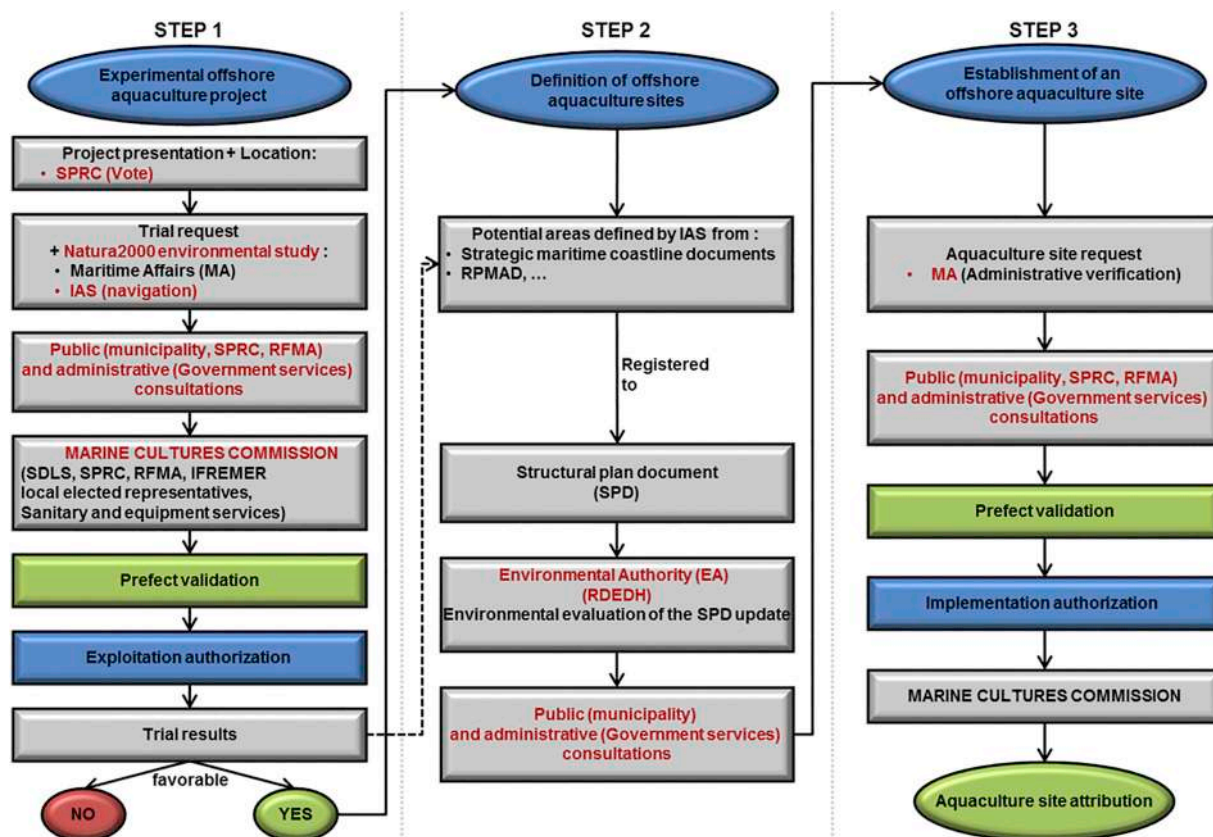 STEP 1
Experimental offshore
aquaculture project
Project presentation + Location:
• SPRC (Vote)
Trial request
+ Natura2000 environmental study :
• Maritime Affairs (MA)
• IAS (navigation)
Public (municipality, SPRC, RFMA)
and administrative (Government services)
consultations
MARINE CULTURES COMMISSION
(SDLS, SPRC, RFMA, IFREMER
local elected representatives,
Sanitary and equipment services)
Prefect validation
Exploitation authorization
Trial results
favorable
NO
YES
STEP 2
Definition of offshore
aquaculture sites
Potential areas defined by IAS from :
• Strategic maritime coastline documents
• RPMAD, ...
Registered
to
Structural plan document
(SPD)
Environmental Authority (EA)
(RDEDH)
Environmental evaluation of the SPD update
Public (municipality)
and administrative (Government services)
consultations
STEP 3
Establishment of an
offshore aquaculture site
Aquaculture site request
• MA (Administrative verification)
Public (municipality, SPRC, RFMA)
and administrative (Government services)
consultations
Prefect validation
Implementation authorization
MARINE CULTURES COMMISSION
Aquaculture site attribution